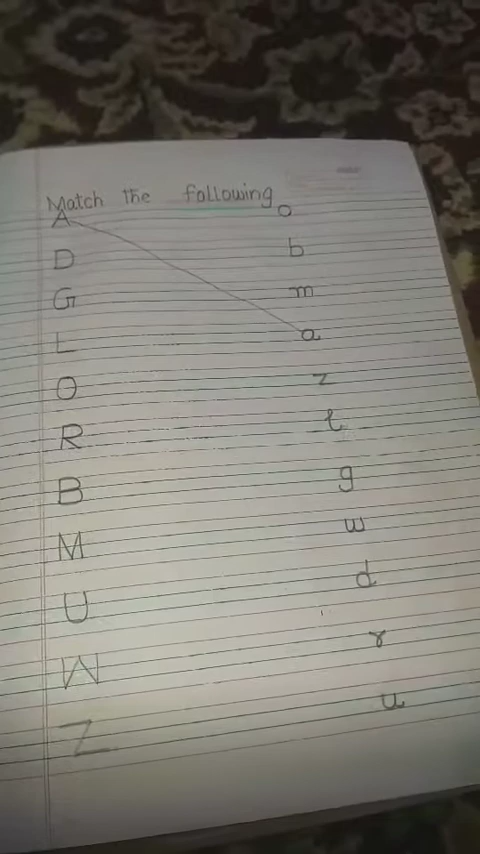 Match the following
A o
D b
G m
L a
O z
R l
B g
M w
U d
W r
Z u